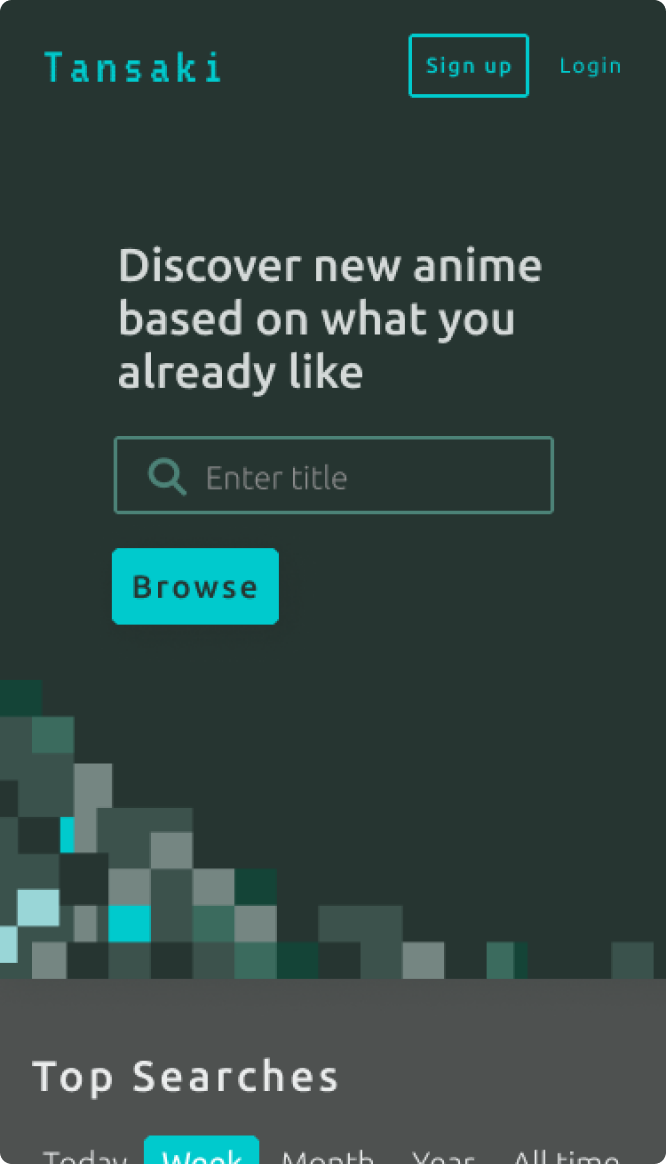 Tansaki
Sign up
Login
Discover new anime
based on what you
already like
Enter title
Browse
Top Searches
Today Week Month Year All time